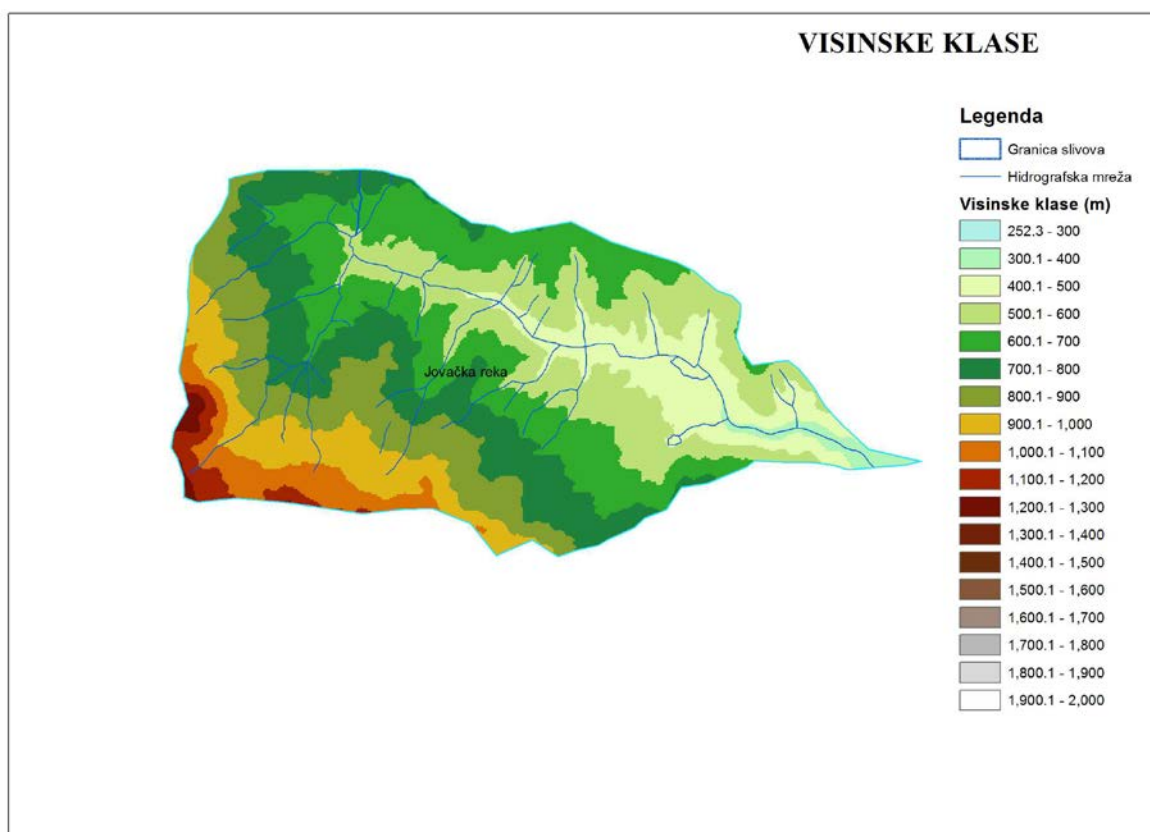 VISINSKE KLASE
Legenda
Granica slivova
Hidrografska mreža
Visinske klase (m)
252.3 - 300
300.1 - 400
400.1 - 500
500.1 - 600
600.1 - 700
700.1 - 800
800.1 - 900
900.1 - 1,000
1,000.1 - 1,100
1,100.1 - 1,200
1,200.1 - 1,300
1,300.1 - 1,400
1,400.1 - 1,500
1,500.1 - 1,600
1,600.1 - 1,700
1,700.1 - 1,800
1,800.1 - 1,900
1,900.1 - 2,000
Jovačka reka